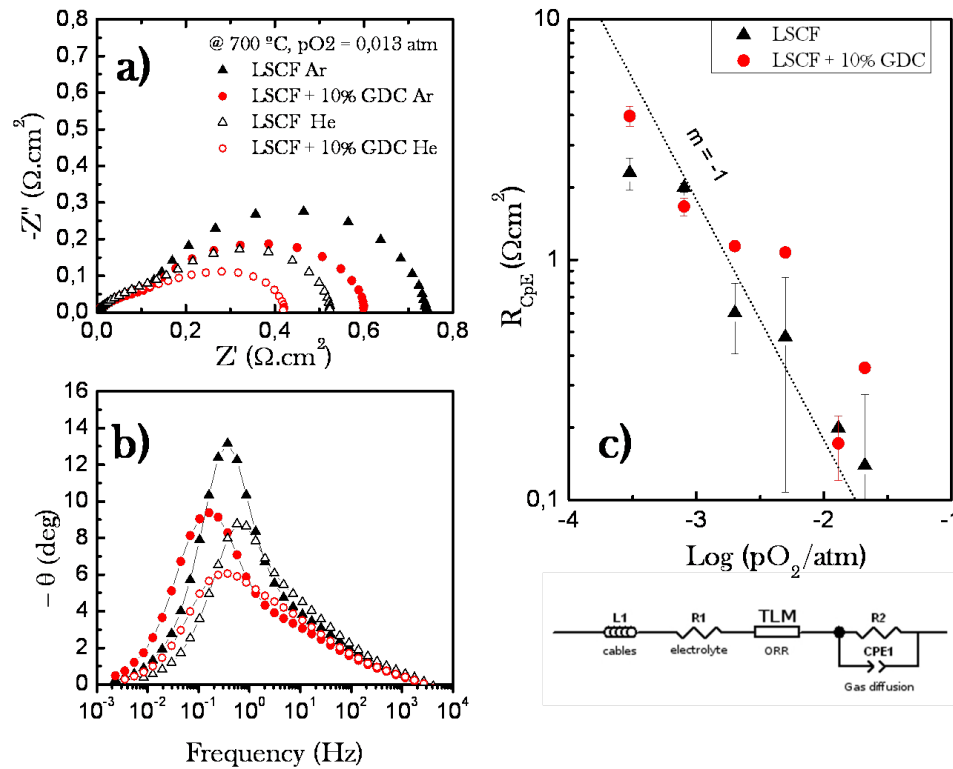 a)
@ 700 ºC, pO2 = 0,013 atm
LSCF Ar
LSCF + 10% GDC Ar
LSCF He
LSCF + 10% GDC He
-Z'' (Ω.cm²)
0,8
0,7
0,6
0,5
0,4
0,3
0,2
0,1
0,0
0,0 0,2 0,4 0,6 0,8
Z' (Ω.cm²)
b)
− θ (deg)
16
14
12
10
8
6
4
2
0
10⁻³ 10⁻² 10⁻¹ 10⁰ 10¹ 10² 10³ 10⁴
Frequency (Hz)
c)
LSCF
LSCF + 10% GDC
m = -1
R_CpE (Ωcm²)
10
1
0,1
-4 -3 -2 -1
Log (pO₂/atm)
L1 R1 TLM R2
cables electrolyte ORR CPE1
Gas diffusion